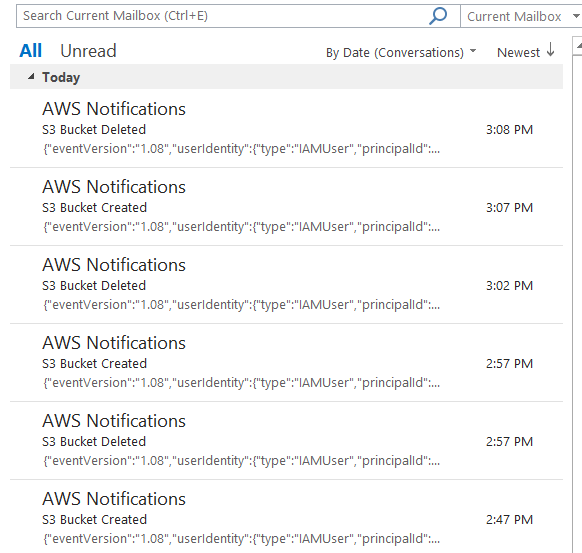 Search Current Mailbox (Ctrl+E) Current Mailbox
All Unread By Date (Conversations) Newest
Today
AWS Notifications
S3 Bucket Deleted 3:08 PM
{"eventVersion":"1.08","userIdentity":{"type":"IAMUser","principalId":...
AWS Notifications
S3 Bucket Created 3:07 PM
{"eventVersion":"1.08","userIdentity":{"type":"IAMUser","principalId":...
AWS Notifications
S3 Bucket Deleted 3:02 PM
{"eventVersion":"1.08","userIdentity":{"type":"IAMUser","principalId":...
AWS Notifications
S3 Bucket Created 2:57 PM
{"eventVersion":"1.08","userIdentity":{"type":"IAMUser","principalId":...
AWS Notifications
S3 Bucket Deleted 2:57 PM
{"eventVersion":"1.08","userIdentity":{"type":"IAMUser","principalId":...
AWS Notifications
S3 Bucket Created 2:47 PM
{"eventVersion":"1.08","userIdentity":{"type":"IAMUser","principalId":...